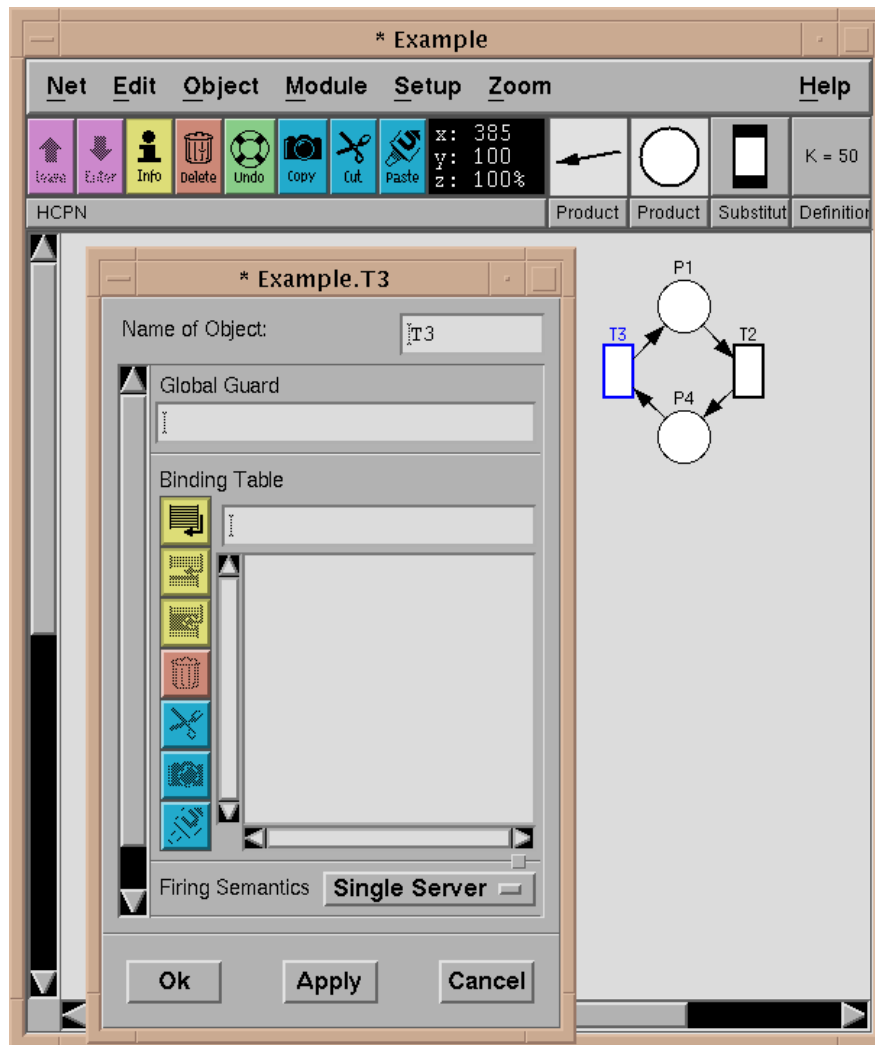 * Example
Net Edit Object Module Setup Zoom Help
Leave Enter Info Delete Undo Copy Cut Paste
x: 385
y: 100
z: 100%
K = 50
HCPN Product Product Substitut Definition
* Example.T3
Name of Object: T3
Global Guard
Binding Table
Firing Semantics Single Server
Ok Apply Cancel
P1
T3 T2
P4